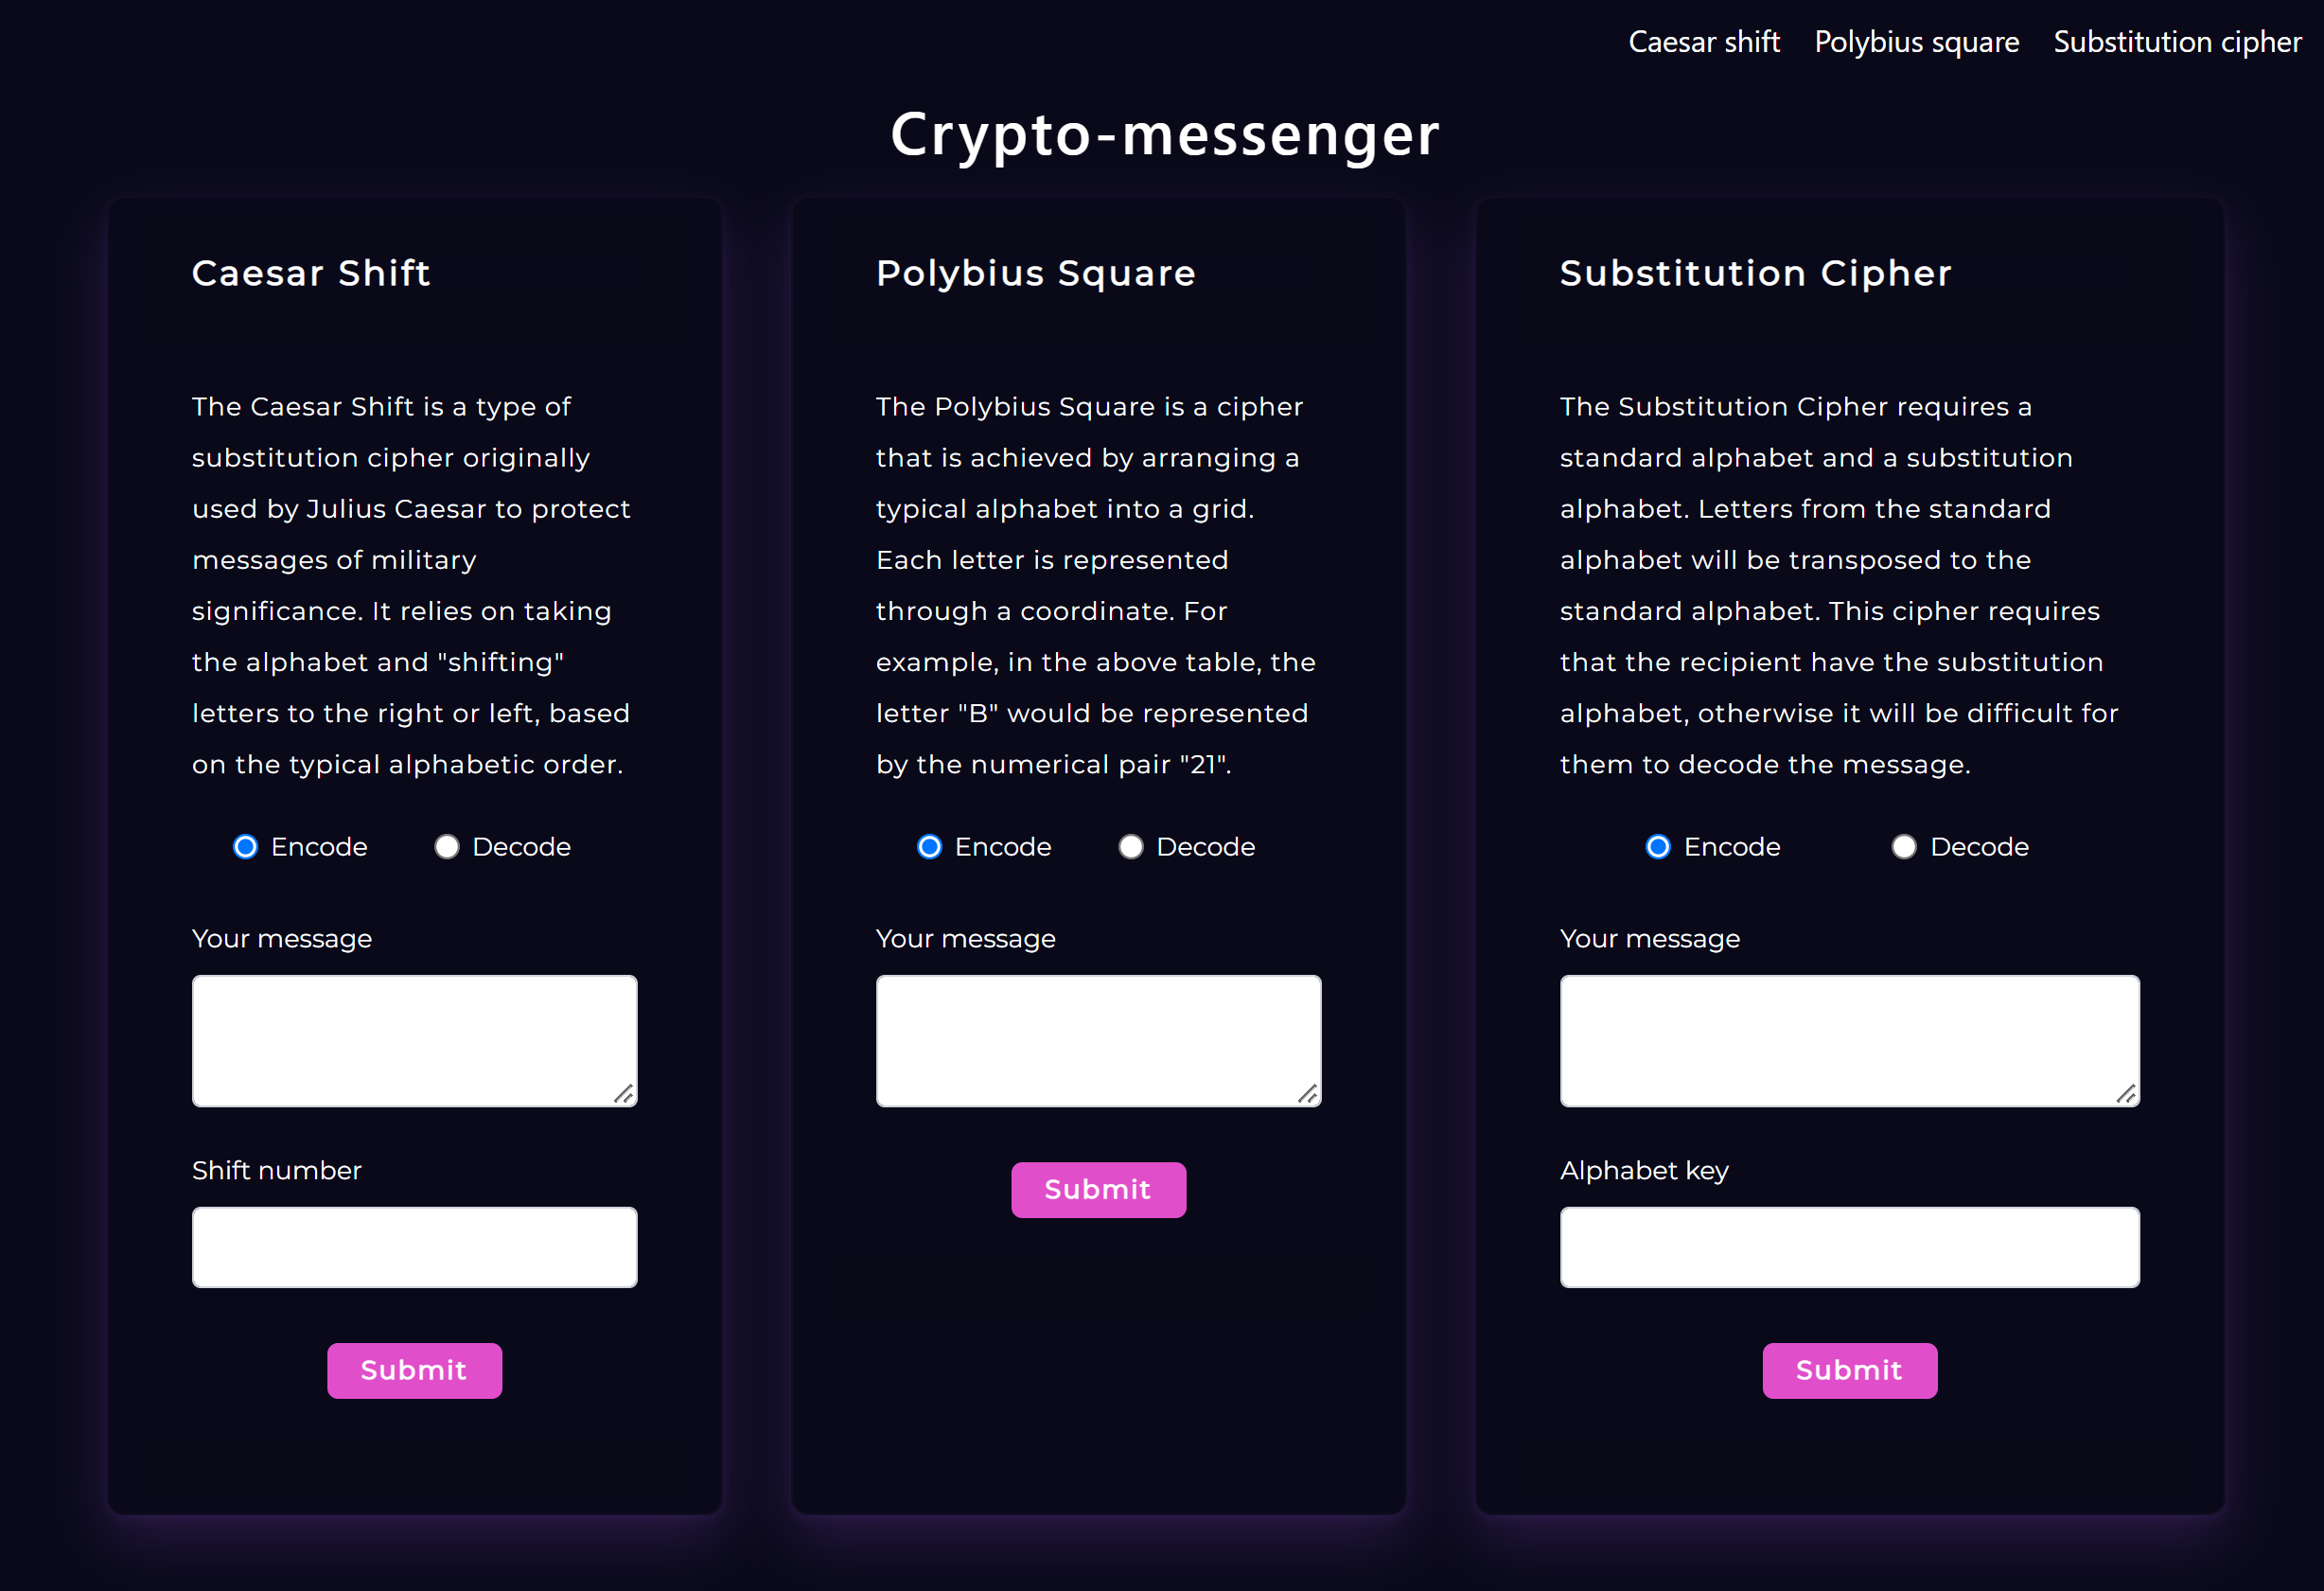 Caesar shift Polybius square Substitution cipher
Crypto-messenger
Caesar Shift
The Caesar Shift is a type of
substitution cipher originally
used by Julius Caesar to protect
messages of military
significance. It relies on taking
the alphabet and "shifting"
letters to the right or left, based
on the typical alphabetic order.
Encode Decode
Your message
Shift number
Submit
Polybius Square
The Polybius Square is a cipher
that is achieved by arranging a
typical alphabet into a grid.
Each letter is represented
through a coordinate. For
example, in the above table, the
letter "B" would be represented
by the numerical pair "21".
Encode Decode
Your message
Submit
Substitution Cipher
The Substitution Cipher requires a
standard alphabet and a substitution
alphabet. Letters from the standard
alphabet will be transposed to the
standard alphabet. This cipher requires
that the recipient have the substitution
alphabet, otherwise it will be difficult for
them to decode the message.
Encode Decode
Your message
Alphabet key
Submit